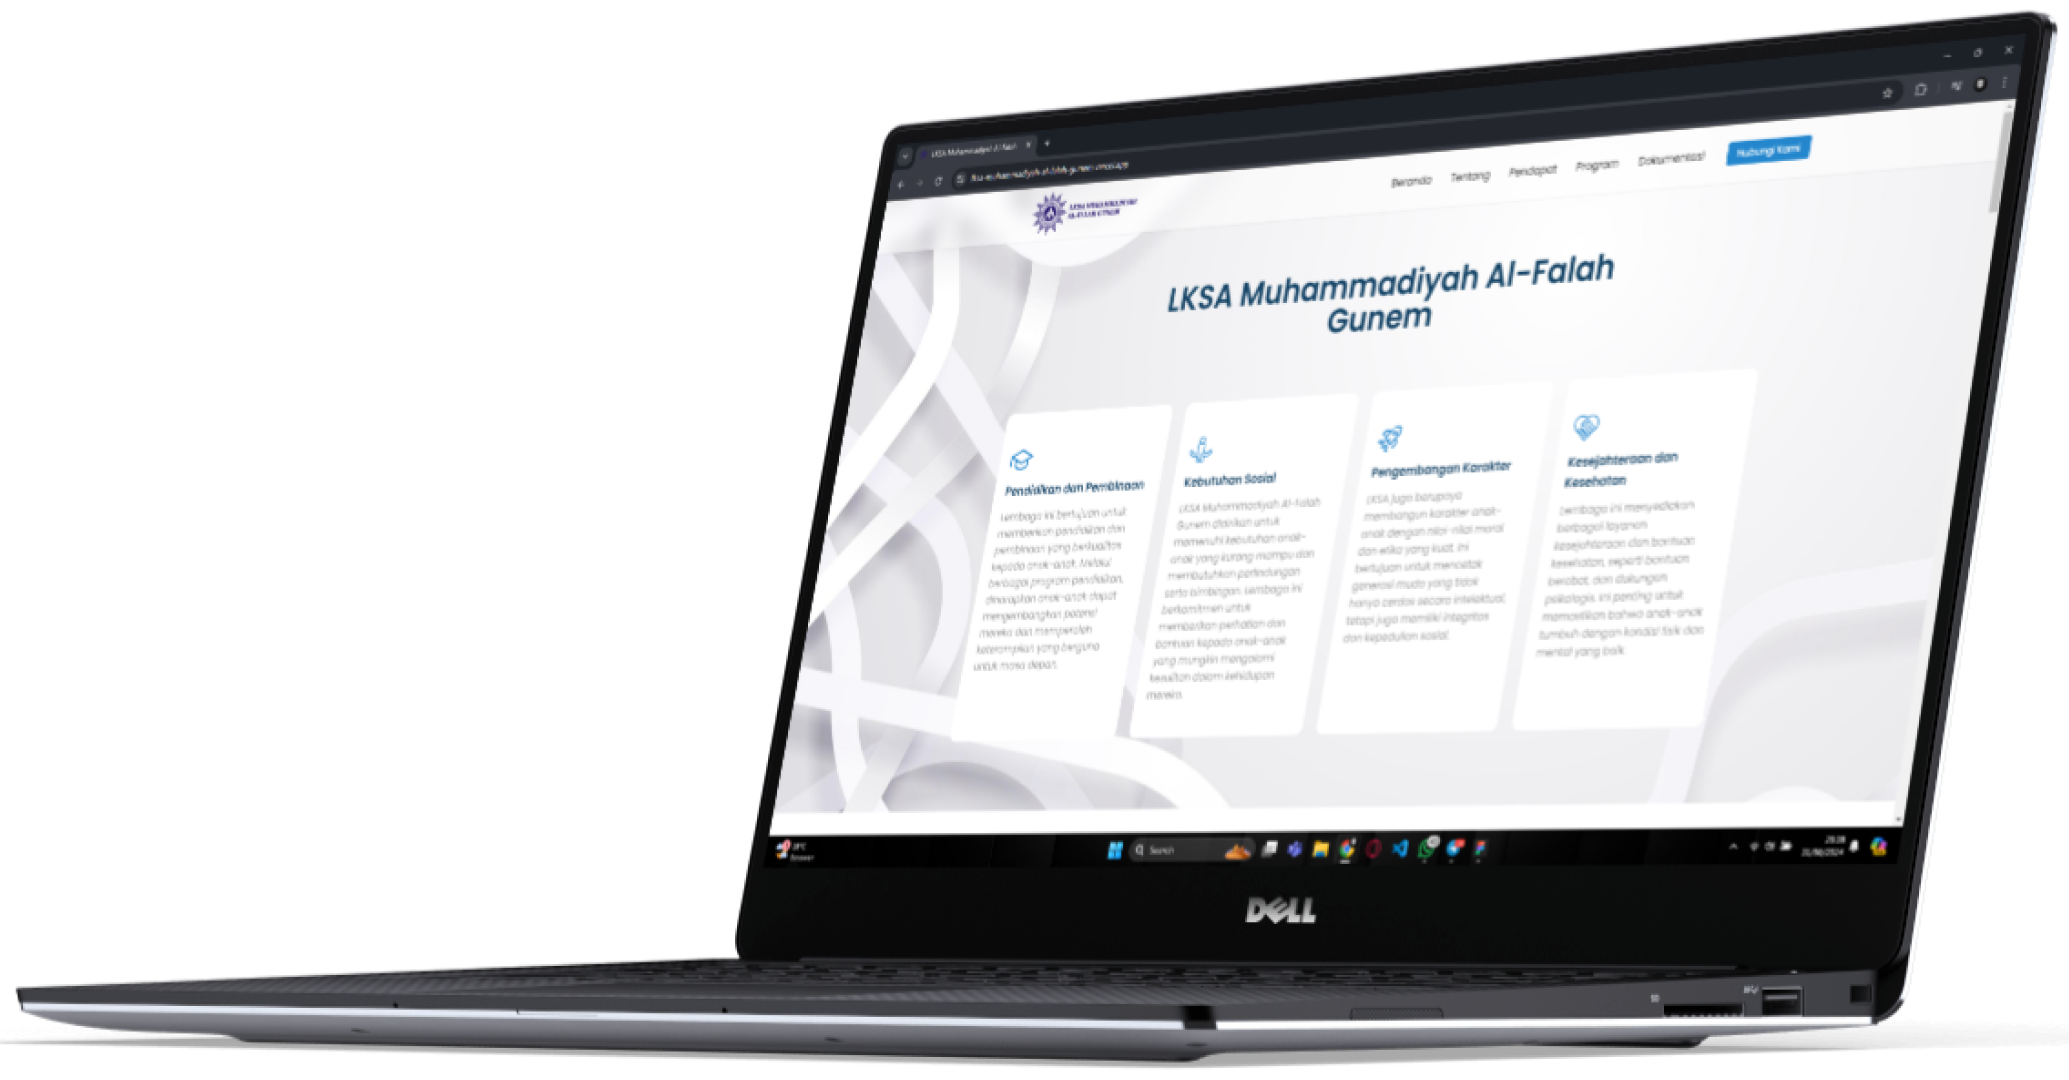 LKSA Muhammadiyah Al-Falah
Beranda Tentang Pendapat Program Dokumentasi Hubungi Kami
LKSA MUHAMMADIYAH
AL-FALAH GUNEM
LKSA Muhammadiyah Al-Falah
Gunem
Pendidikan dan Pembinaan
Lembaga ini bertujuan untuk
memberikan pendidikan dan
pembinaan yang berkualitas
kepada anak-anak. Melalui
berbagai program pendidikan,
diharapkan anak-anak dapat
mengembangkan potensi
mereka dan memperoleh
keterampilan yang berguna
untuk masa depan.
Kebutuhan Sosial
LKSA Muhammadiyah Al-Falah
Gunem didirikan untuk
memenuhi kebutuhan anak-
anak yang kurang mampu dan
membutuhkan perlindungan
serta bimbingan. Lembaga ini
berkomitmen untuk
memberikan perhatian dan
bantuan kepada anak-anak
yang mungkin mengalami
kesulitan dalam kehidupan
mereka.
Pengembangan Karakter
LKSA juga berupaya
membangun karakter anak-
anak dengan nilai-nilai moral
dan etika yang kuat. Ini
bertujuan untuk mencetak
generasi muda yang tidak
hanya cerdas secara intelektual,
tetapi juga memiliki integritas
dan kepedulian sosial.
Kesejahteraan dan
Kesehatan
Lembaga ini menyediakan
berbagai layanan
kesejahteraan dan bantuan
kesehatan, seperti bantuan
berobat, dan dukungan
psikologis. Ini penting untuk
memastikan bahwa anak-anak
tumbuh dengan kondisi fisik dan
mental yang baik.
Search
DELL